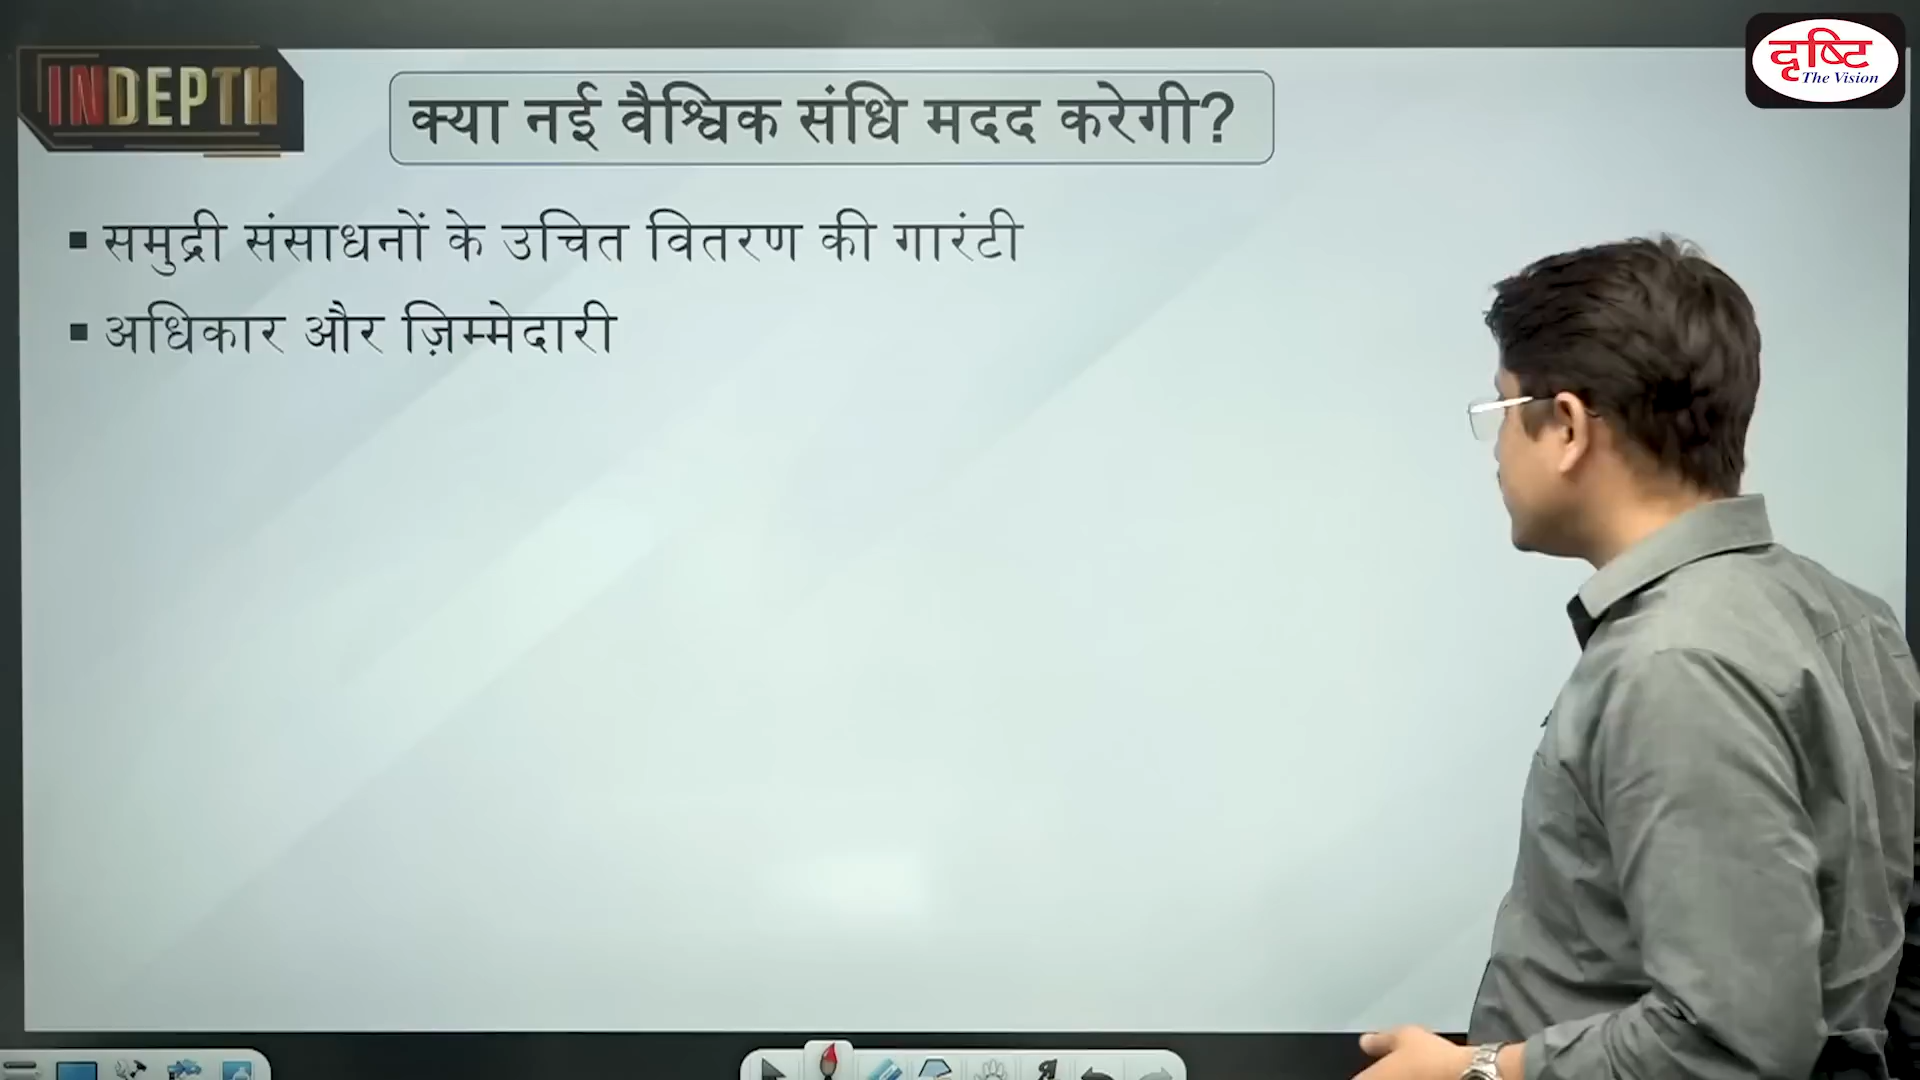 INDEPTH
दृष्टि
The Vision
क्या नई वैश्विक संधि मदद करेगी?
▪ समुद्री संसाधनों के उचित वितरण की गारंटी
▪ अधिकार और ज़िम्मेदारी